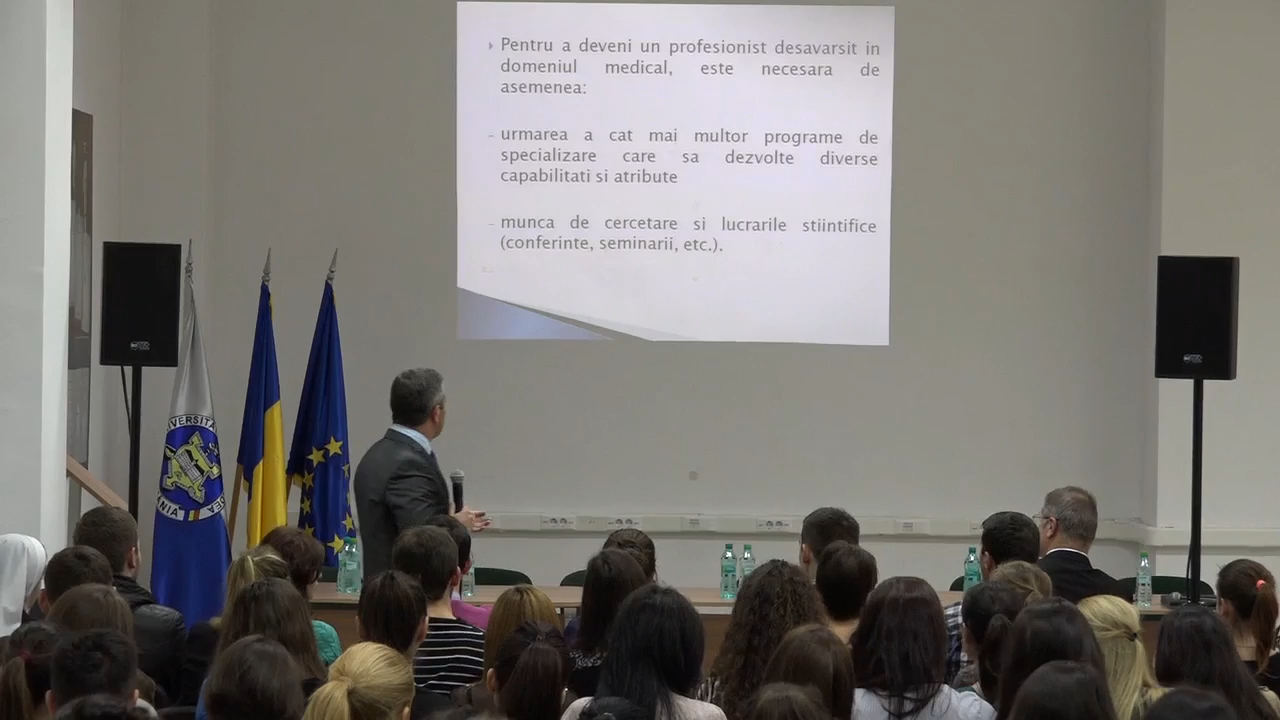 Pentru a deveni un profesionist desavarsit in
domeniul medical, este necesara de
asemenea:
- urmarea a cat mai multor programe de
specializare care sa dezvolte diverse
capabilitati si atribute
- munca de cercetare si lucrarile stiintifice
(conferinte, seminarii, etc.).